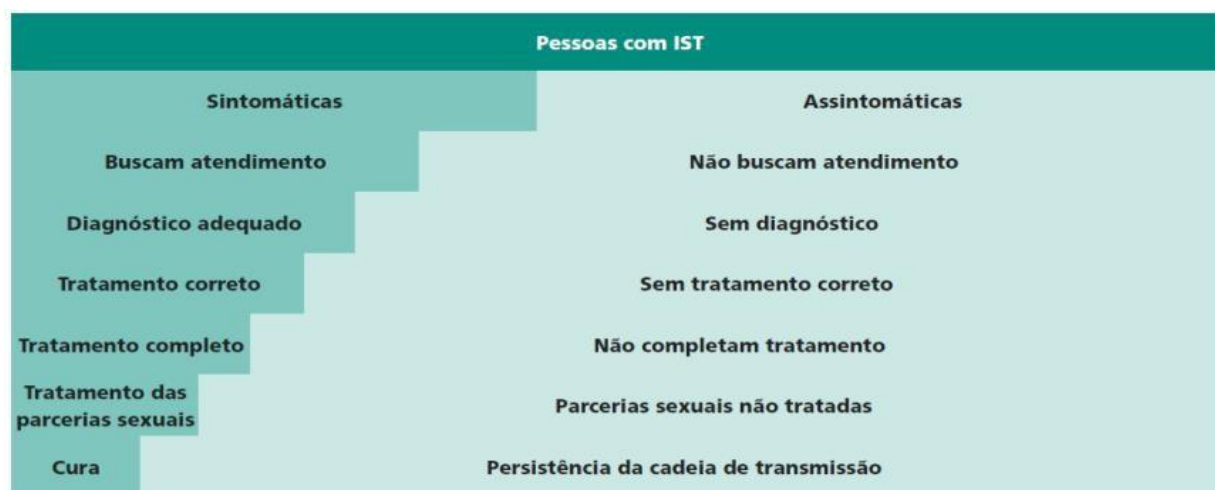 Pessoas com IST
Sintomáticas
Assintomáticas
Buscam atendimento
Não buscam atendimento
Diagnóstico adequado
Sem diagnóstico
Tratamento correto
Sem tratamento correto
Tratamento completo
Não completam tratamento
Tratamento das
parcerias sexuais
Parcerias sexuais não tratadas
Cura
Persistência da cadeia de transmissão